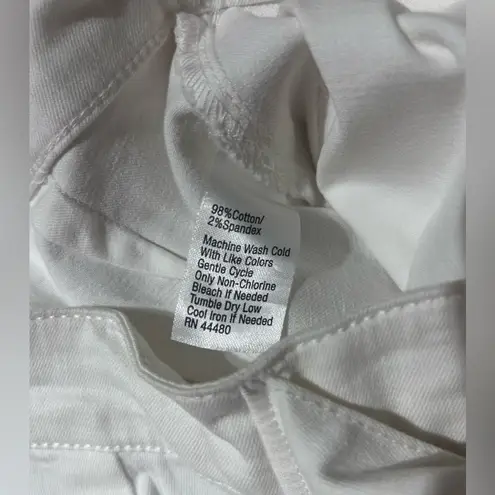 98%Cotton/
2%Spandex
Machine Wash Cold
With Like Colors
Gentle Cycle
Only Non-Chlorine
Bleach If Needed
Tumble Dry Low
Cool Iron If Needed
RN 44480